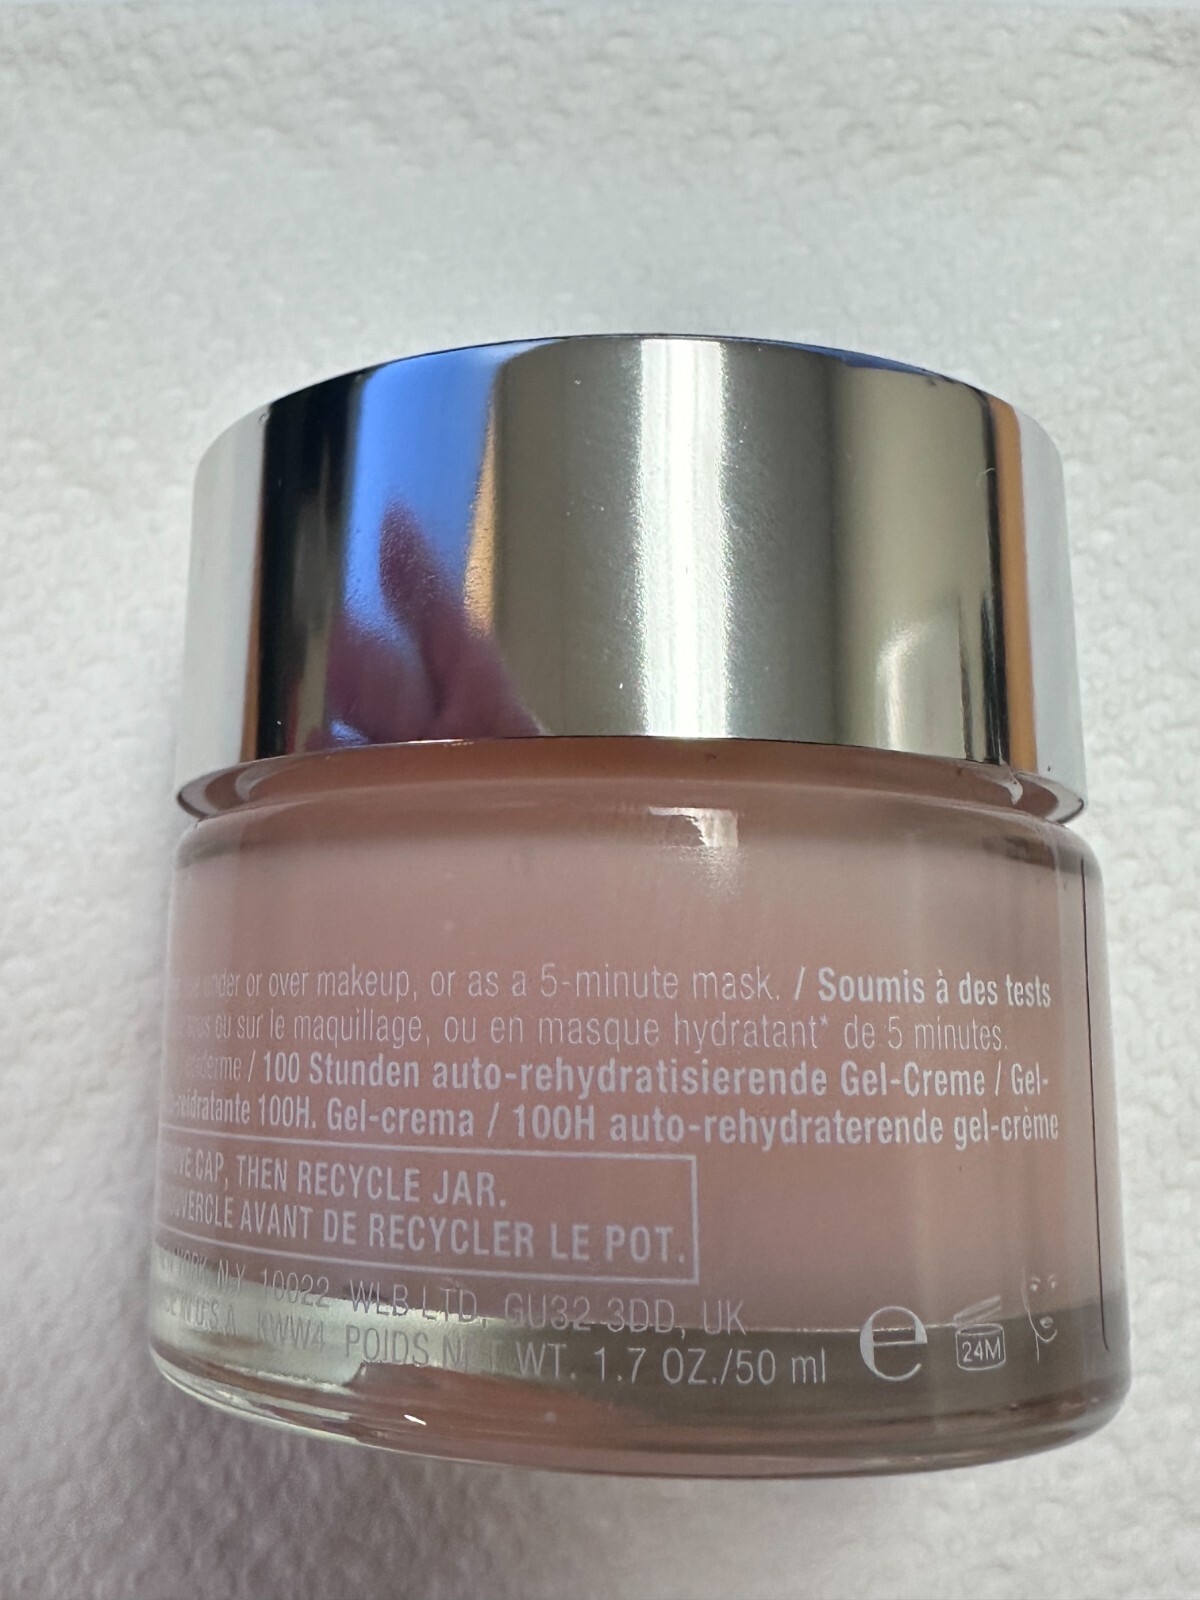 under or over makeup, or as a 5-minute mask. / Soumis à des tests
ou sur le maquillage, ou en masque hydratant* de 5 minutes.
/ 100 Stunden auto-rehydratisierende Gel-Creme / Gel-
100H. Gel-crema / 100H auto-rehydraterende gel-crème
CAP, THEN RECYCLE JAR.
AVANT DE RECYCLER LE POT.
N.Y. 10022 WLB LTD, GU32 3DD, UK
IN U.S.A. KWW4 POIDS NET WT. 1.7 OZ./50 ml e 24M